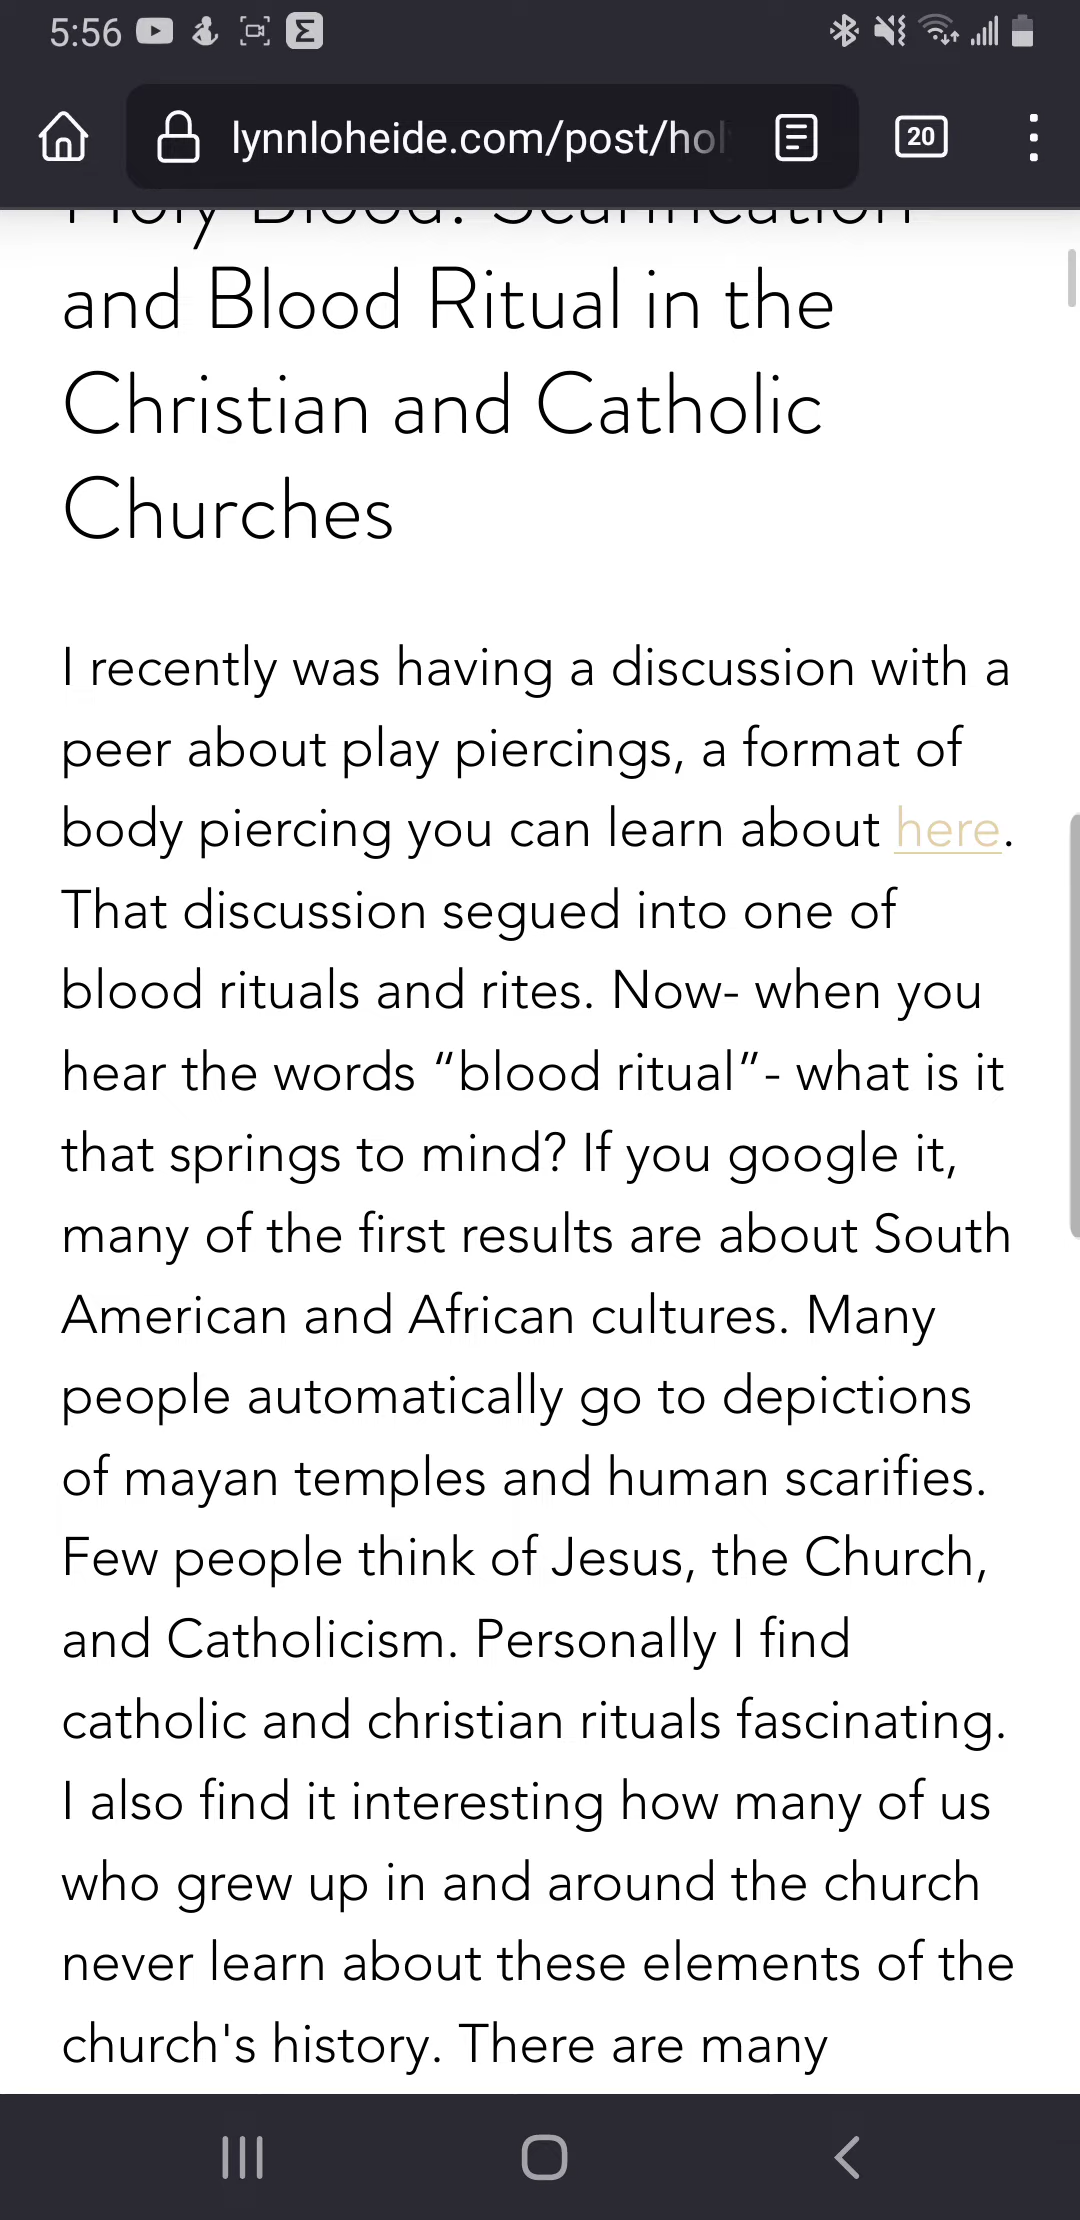 5:56
lynnloheide.com/post/hol
20
Holy Blood: Scarification
and Blood Ritual in the
Christian and Catholic
Churches
I recently was having a discussion with a
peer about play piercings, a format of
body piercing you can learn about here.
That discussion segued into one of
blood rituals and rites. Now- when you
hear the words “blood ritual”- what is it
that springs to mind? If you google it,
many of the first results are about South
American and African cultures. Many
people automatically go to depictions
of mayan temples and human scarifies.
Few people think of Jesus, the Church,
and Catholicism. Personally I find
catholic and christian rituals fascinating.
I also find it interesting how many of us
who grew up in and around the church
never learn about these elements of the
church's history. There are many